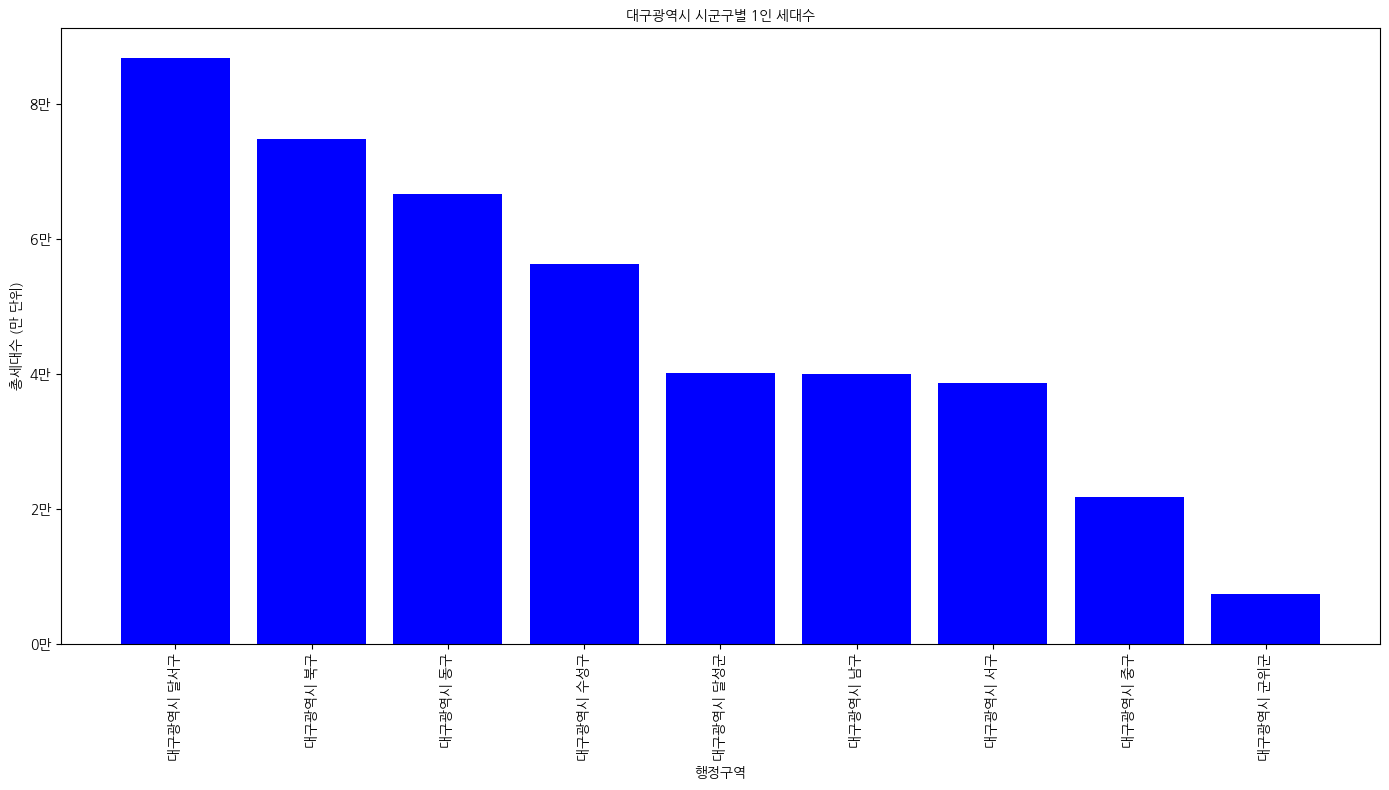 대구광역시 시군구별 1인 세대수
총세대수 (만 단위)
8만
6만
4만
2만
0만
대구광역시 달서구
대구광역시 북구
대구광역시 동구
대구광역시 수성구
대구광역시 달성군
대구광역시 남구
대구광역시 서구
대구광역시 중구
대구광역시 군위군
행정구역